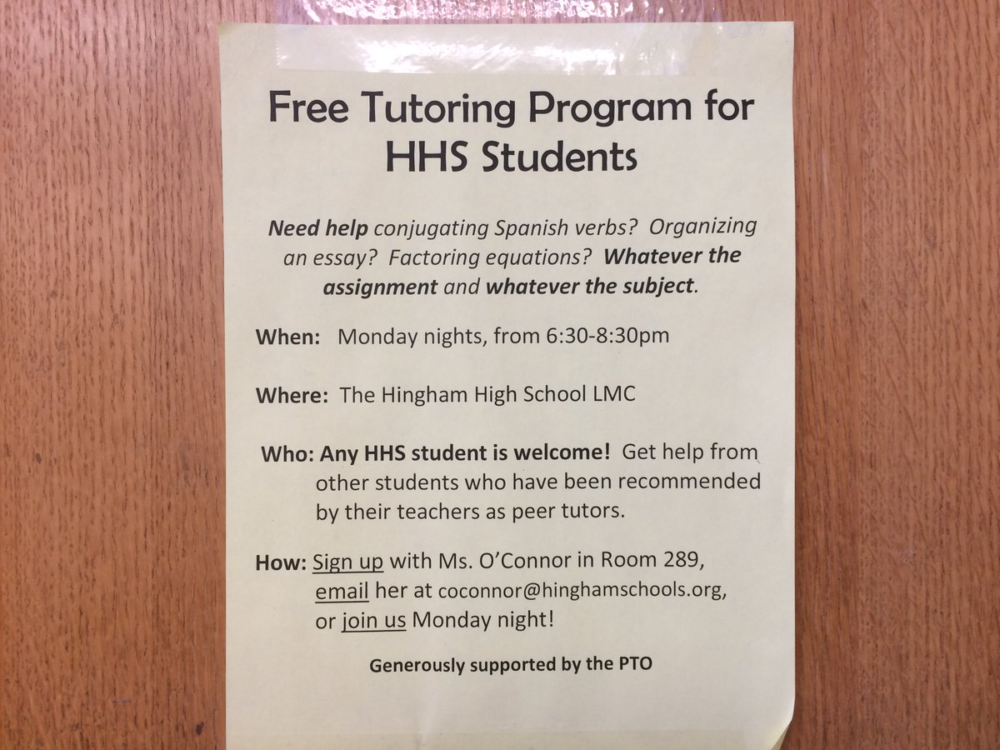 Free Tutoring Program for
HHS Students
Need help conjugating Spanish verbs? Organizing
an essay? Factoring equations? Whatever the
assignment and whatever the subject.
When: Monday nights, from 6:30-8:30pm
Where: The Hingham High School LMC
Who: Any HHS student is welcome! Get help from
other students who have been recommended
by their teachers as peer tutors.
How: Sign up with Ms. O'Connor in Room 289,
email her at coconnor@hinghamschools.org,
or join us Monday night!
Generously supported by the PTO